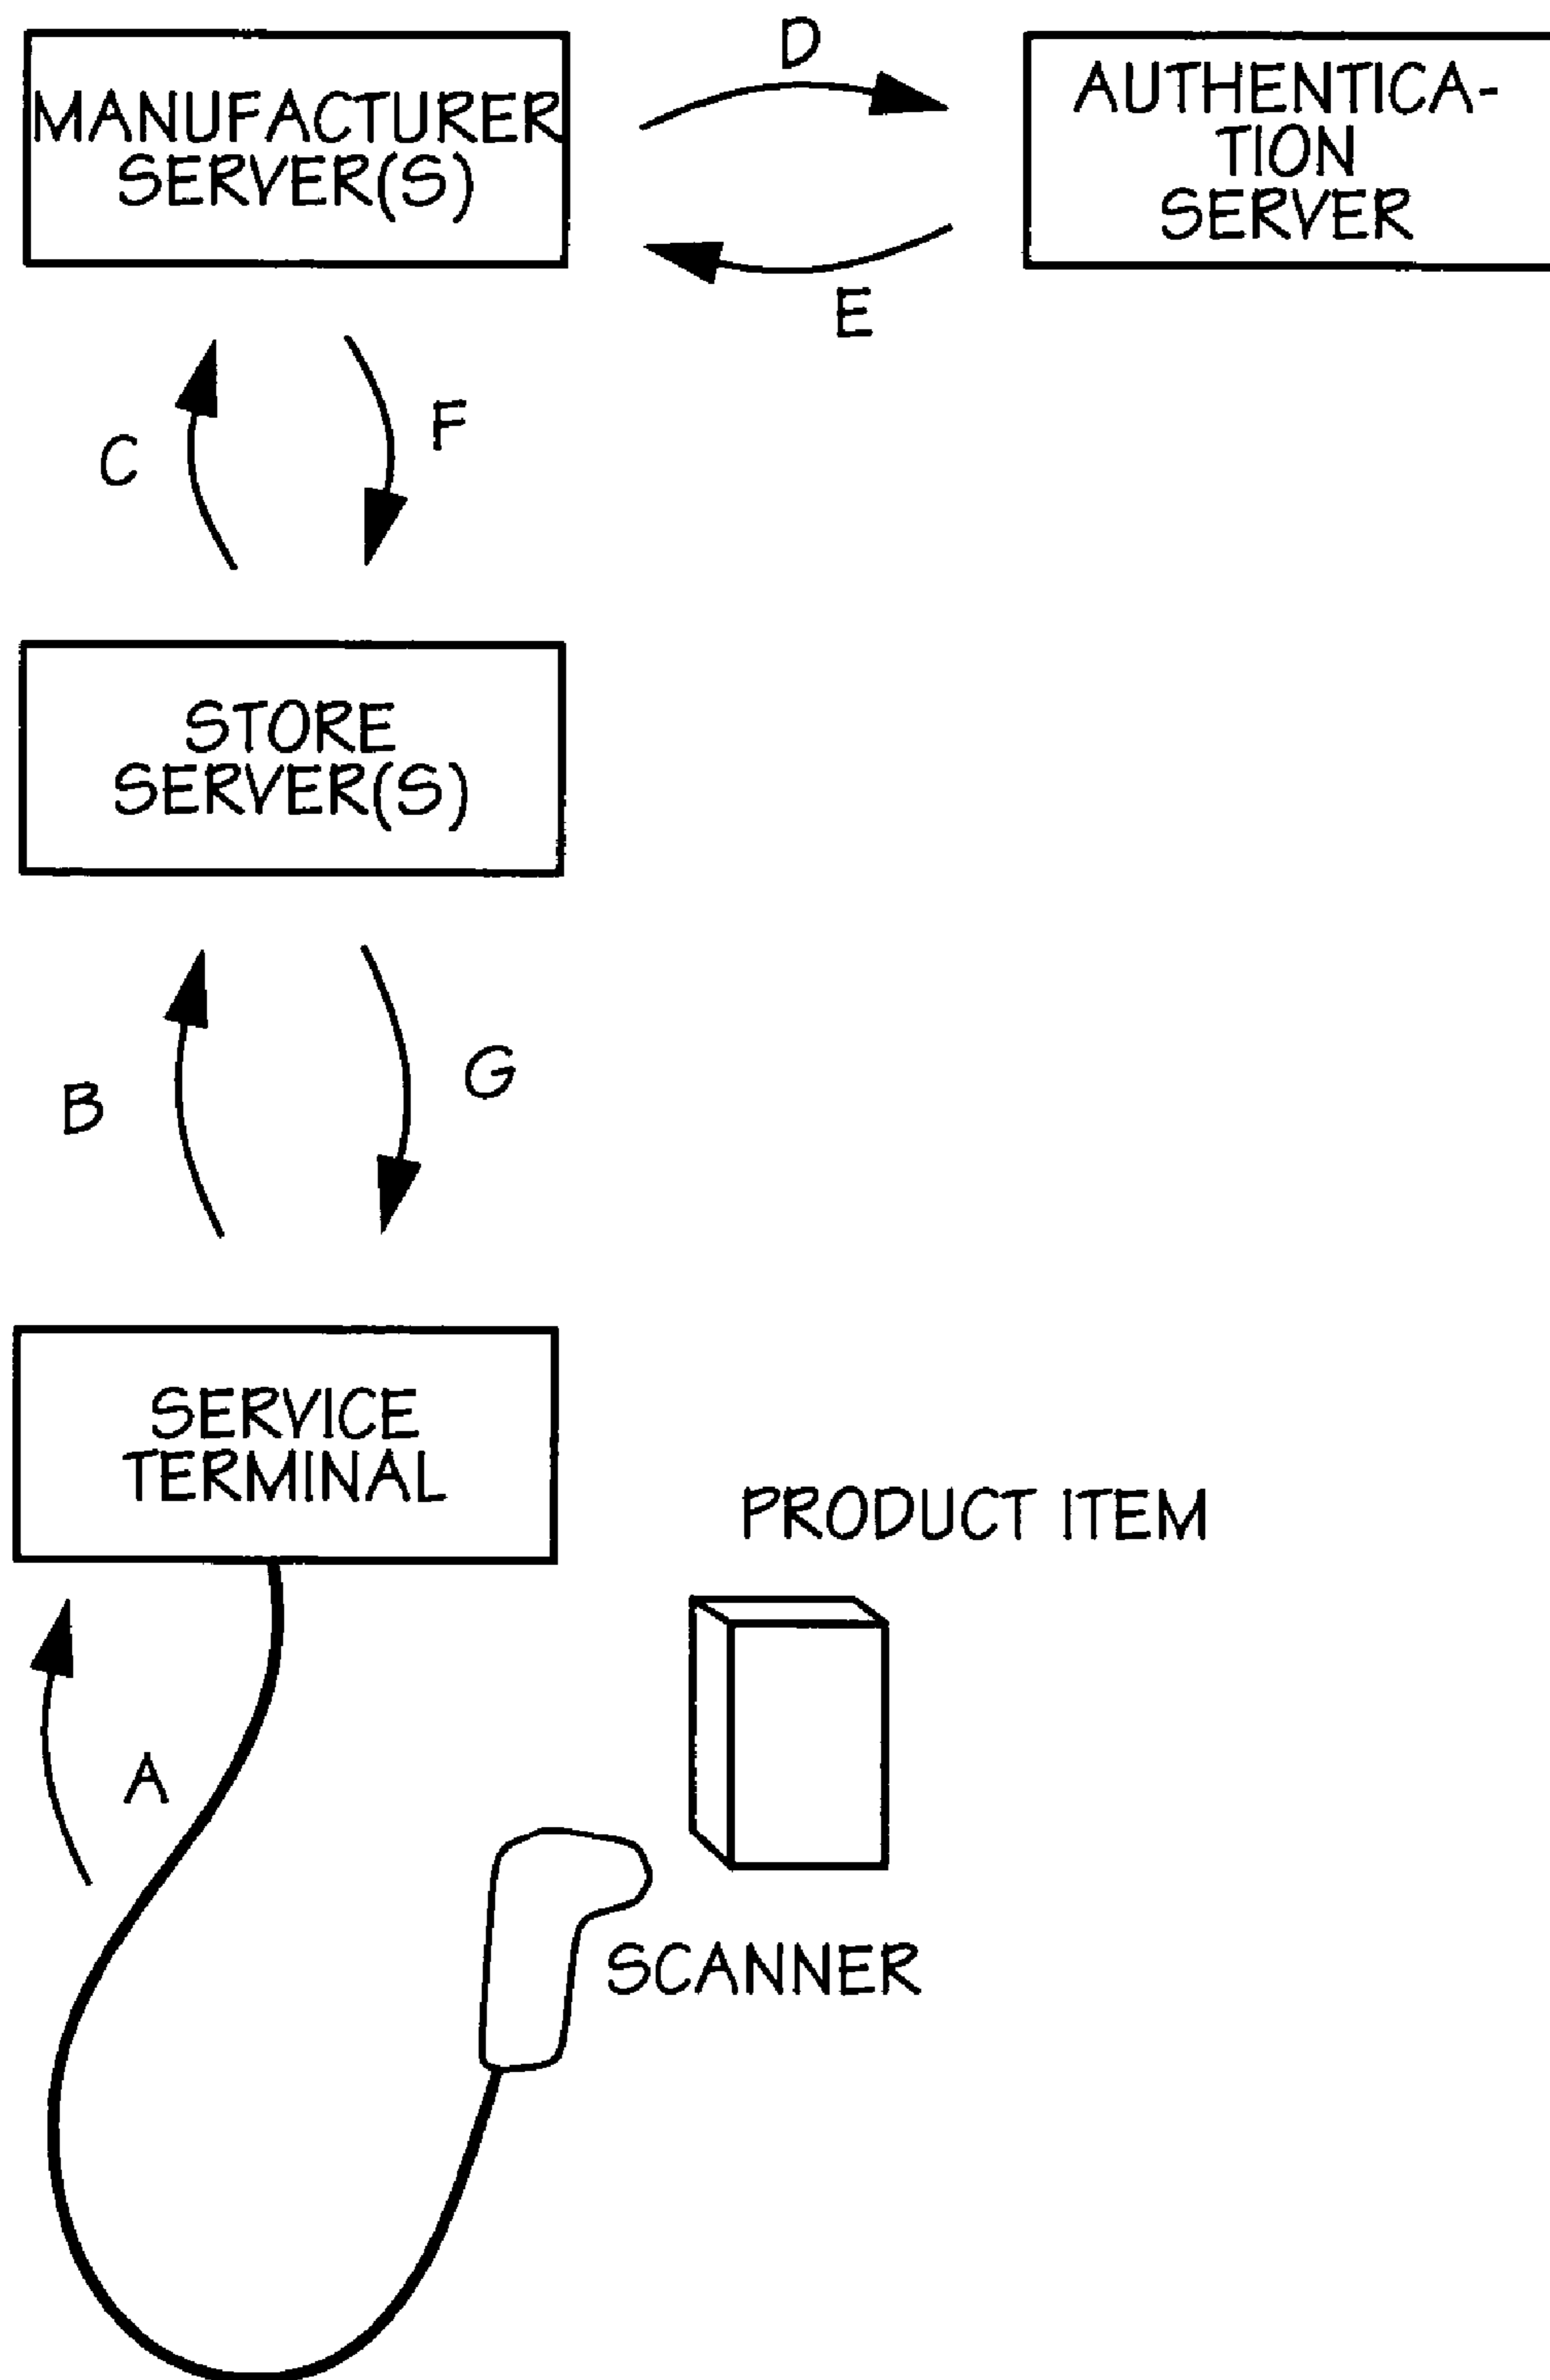 D
MANUFACTURER
SERVER(S)
AUTHENTICA-
TION
SERVER
E
C
F
STORE
SERVER(S)
B
G
SERVICE
TERMINAL
PRODUCT ITEM
A
SCANNER